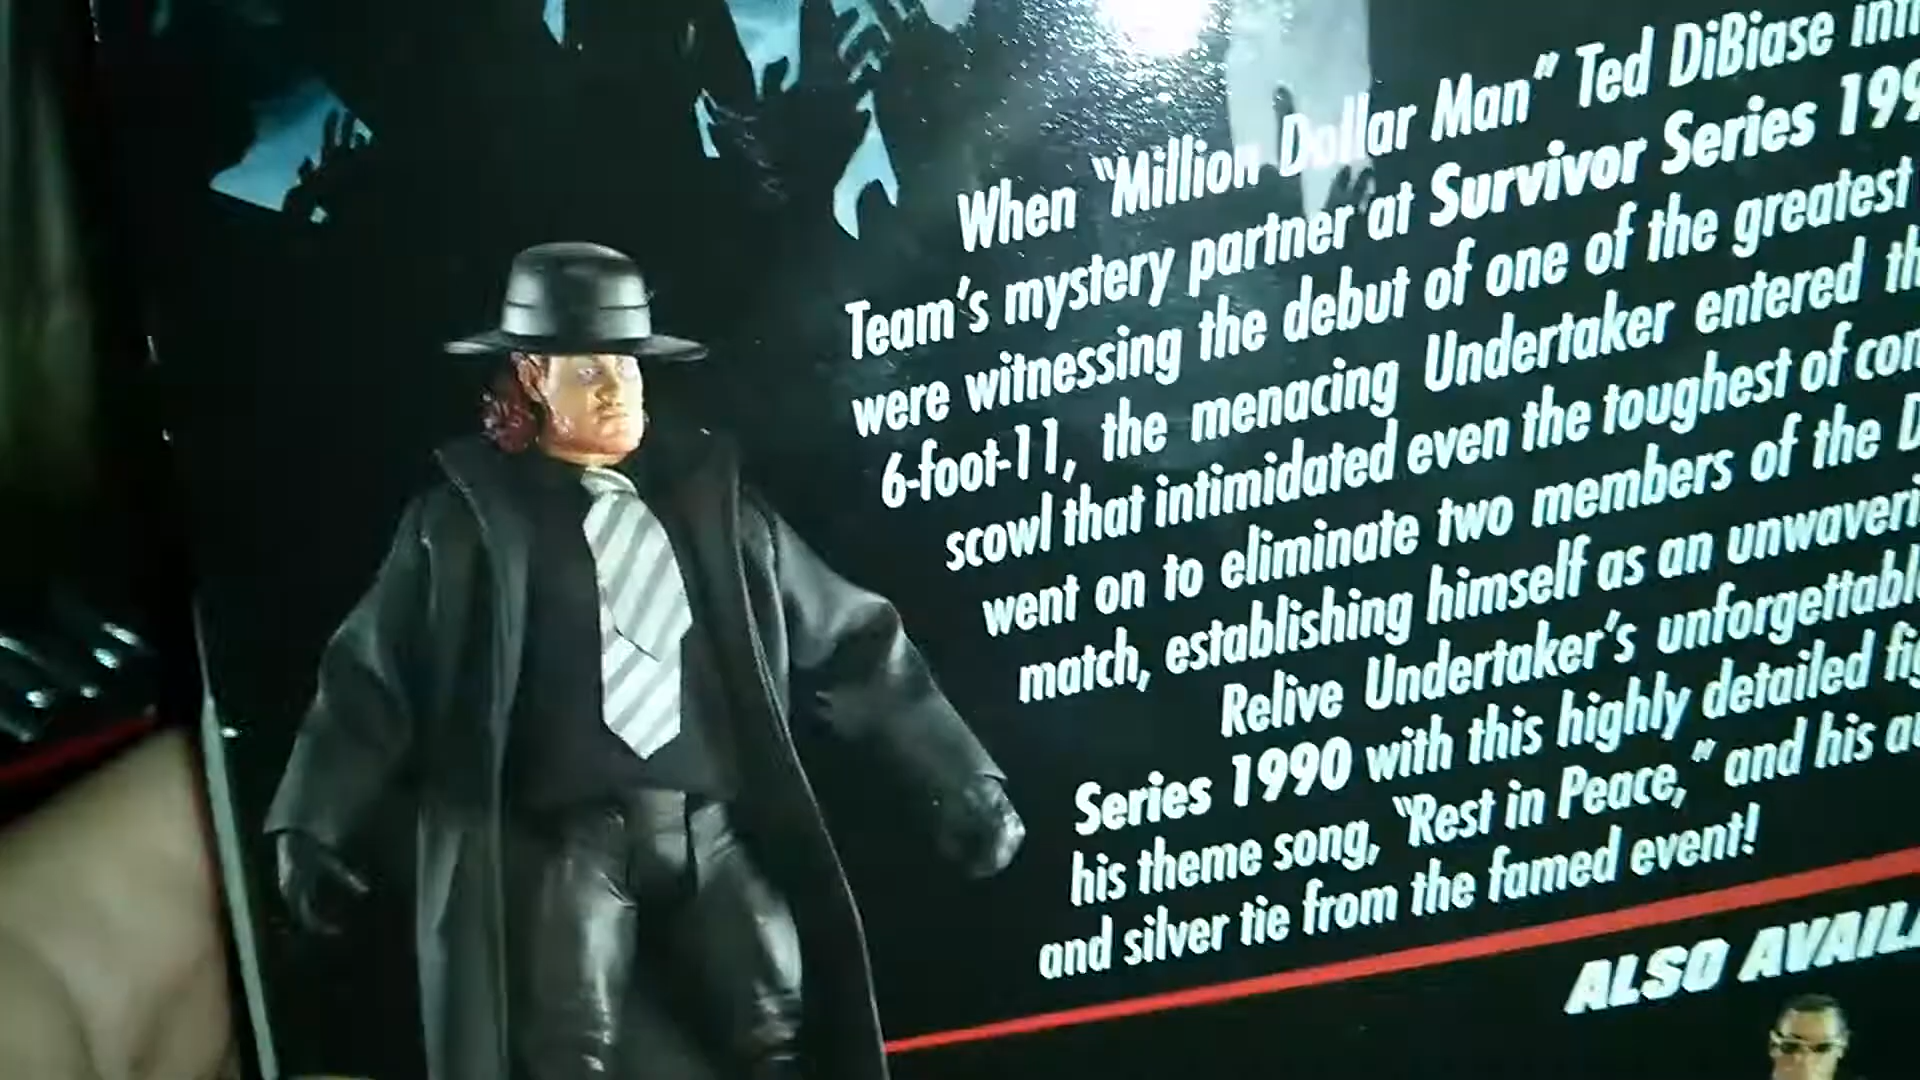 When “Million Dollar Man” Ted DiBiase
Team’s mystery partner at Survivor Series
were witnessing the debut of one of the greatest
6-foot-11, the menacing Undertaker entered
scowl that intimidated even the toughest of
went on to eliminate two members of the
match, establishing himself as an
Relive Undertaker’s
Series 1990 with this highly detailed
his theme song, “Rest in Peace,” and his
and silver tie from the famed event!
ALSO